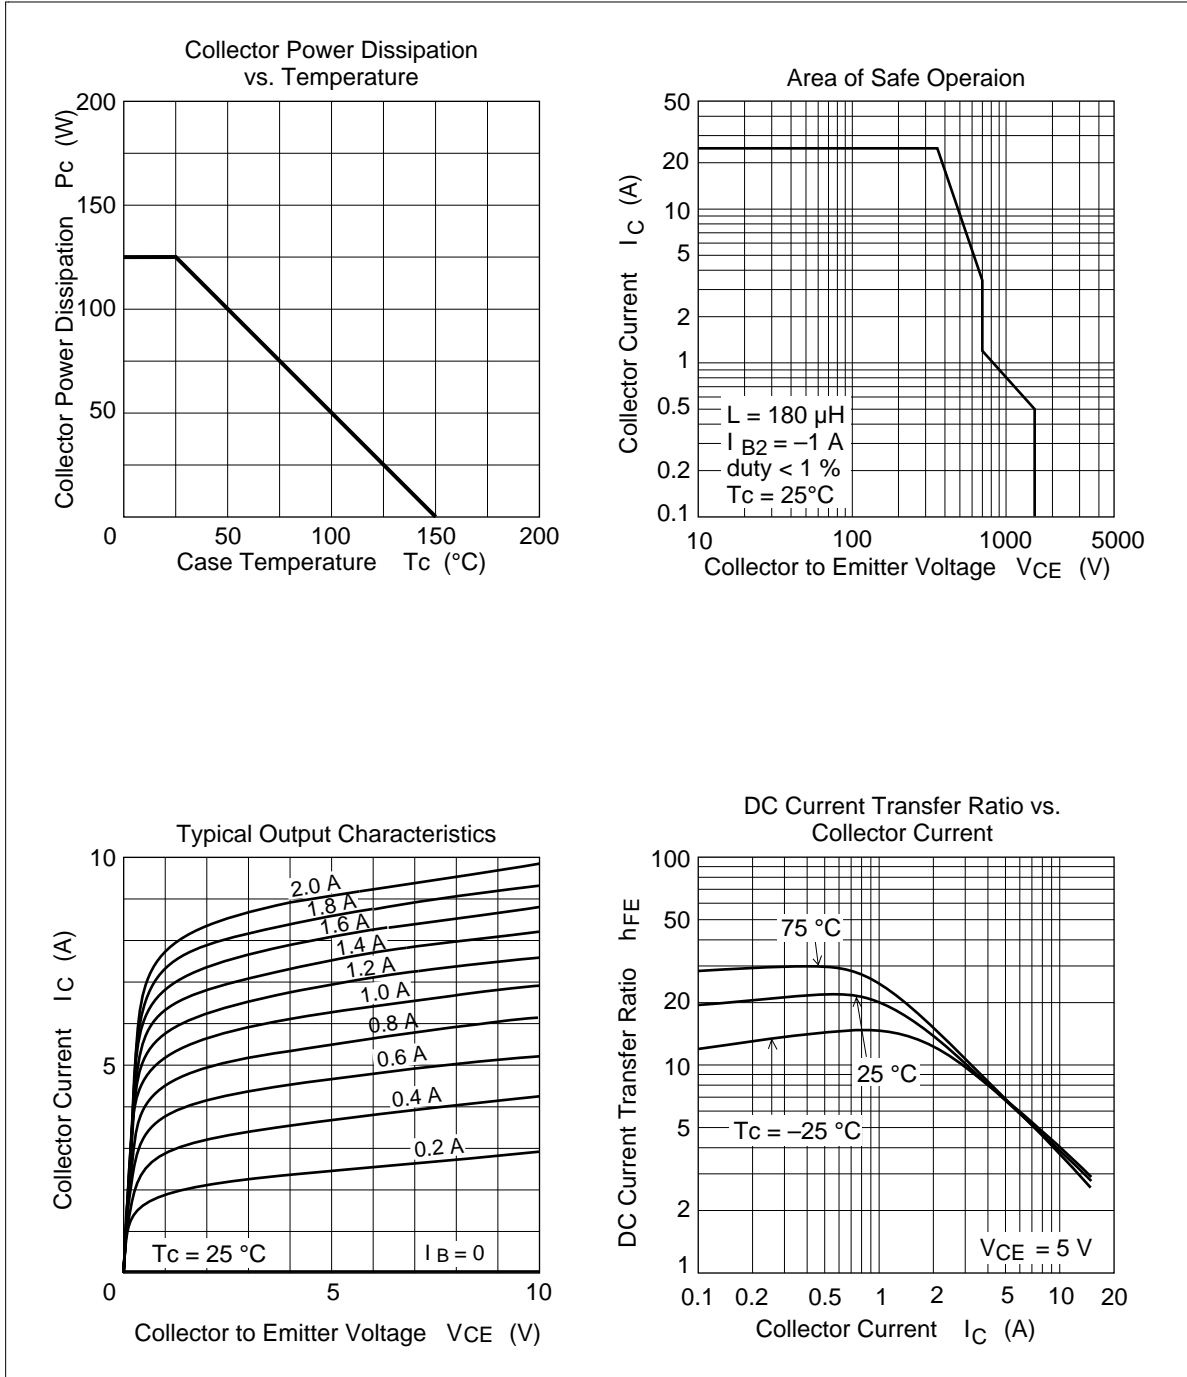 Collector Power Dissipation
vs. Temperature
200
150
100
50
Collector Power Dissipation Pc (W)
0 50 100 150 200
Case Temperature Tc (°C)
Area of Safe Operaion
50
20
10
5
2
1
0.5
0.2
0.1
Collector Current I C (A)
L = 180 µH
I B2 = –1 A
duty < 1 %
Tc = 25°C
10 100 1000 5000
Collector to Emitter Voltage VCE (V)
Typical Output Characteristics
10
5
Collector Current I C (A)
2.0 A
1.8 A
1.6 A
1.4 A
1.2 A
1.0 A
0.8 A
0.6 A
0.4 A
0.2 A
Tc = 25 °C I B = 0
0 5 10
Collector to Emitter Voltage VCE (V)
DC Current Transfer Ratio vs.
Collector Current
100
50
20
10
5
2
1
DC Current Transfer Ratio hFE
75 °C
25 °C
Tc = –25 °C
VCE = 5 V
0.1 0.2 0.5 1 2 5 10 20
Collector Current I C (A)